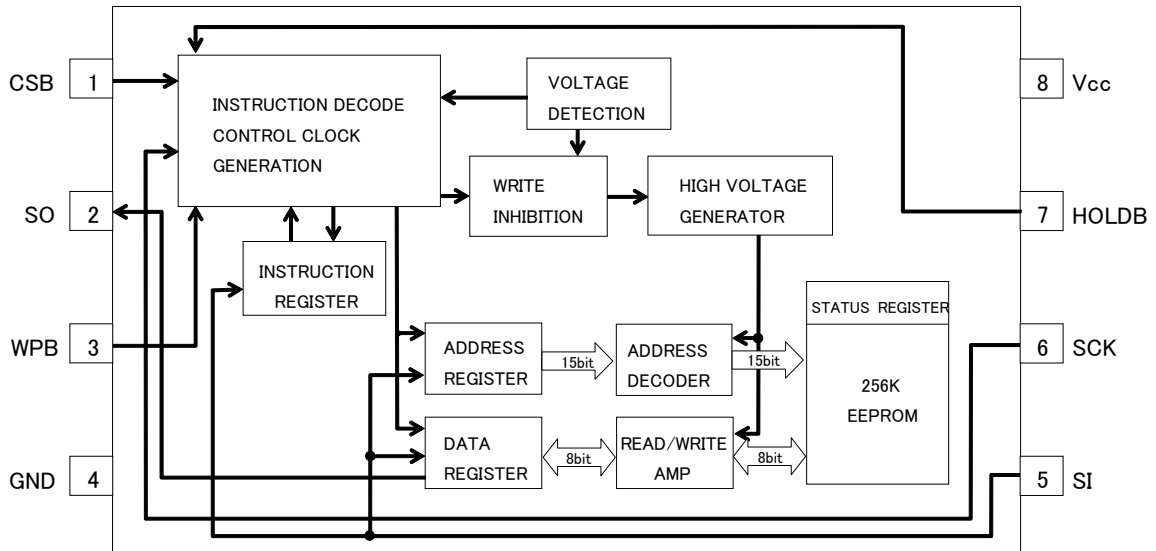 CSB
1
SO
2
WPB
3
GND
4
INSTRUCTION DECODE
CONTROL CLOCK
GENERATION
VOLTAGE
DETECTION
WRITE
INHIBITION
HIGH VOLTAGE
GENERATOR
INSTRUCTION
REGISTER
ADDRESS
REGISTER
15bit
ADDRESS
DECODER
15bit
DATA
REGISTER
8bit
READ/WRITE
AMP
8bit
STATUS REGISTER
256K
EEPROM
8
Vcc
7
HOLDB
6
SCK
5
SI